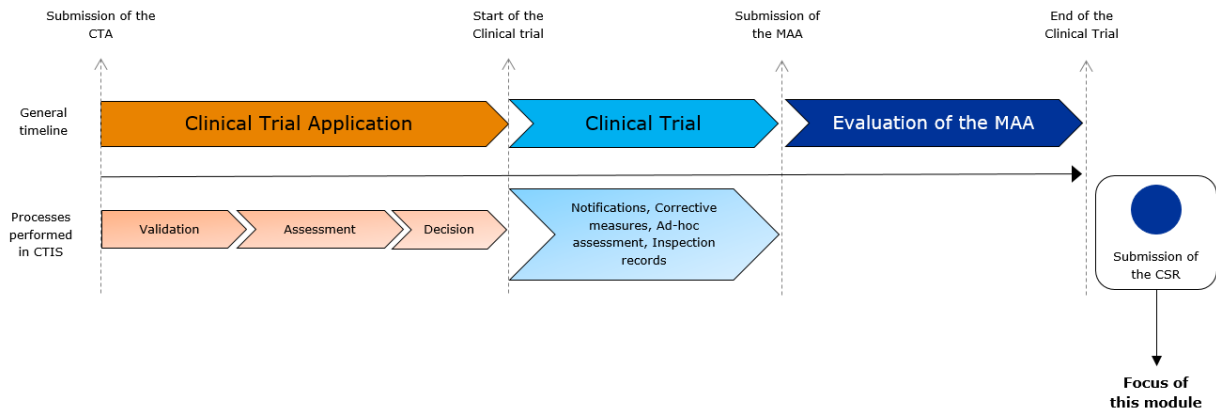 Submission of the
CTA
Start of the
Clinical trial
Submission of
the MAA
End of the
Clinical Trial
General
timeline
Clinical Trial Application
Clinical Trial
Evaluation of the MAA
Processes
performed
in CTIS
Validation
Assessment
Decision
Notifications, Corrective
measures, Ad-hoc
assessment, Inspection
records
Submission of
the CSR
Focus of
this module